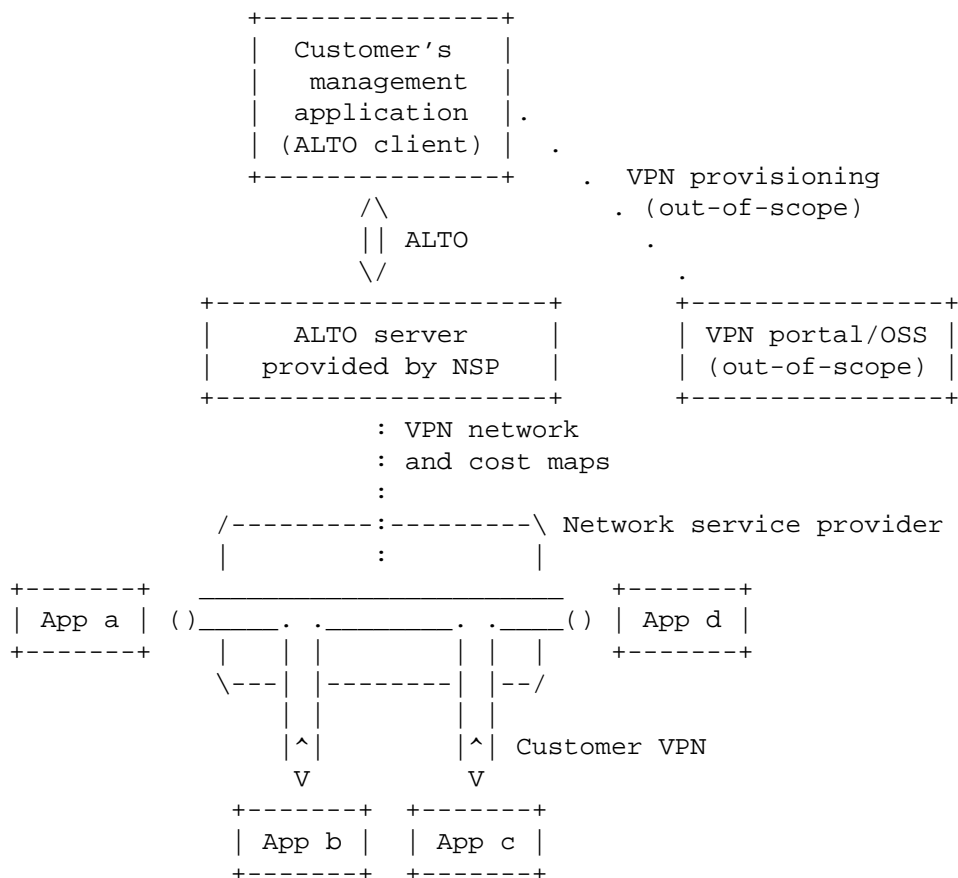 Customer's
management
application
(ALTO client)
VPN provisioning
(out-of-scope)
ALTO
ALTO server
provided by NSP
VPN portal/OSS
(out-of-scope)
VPN network
and cost maps
Network service provider
App a
App d
Customer VPN
App b
App c